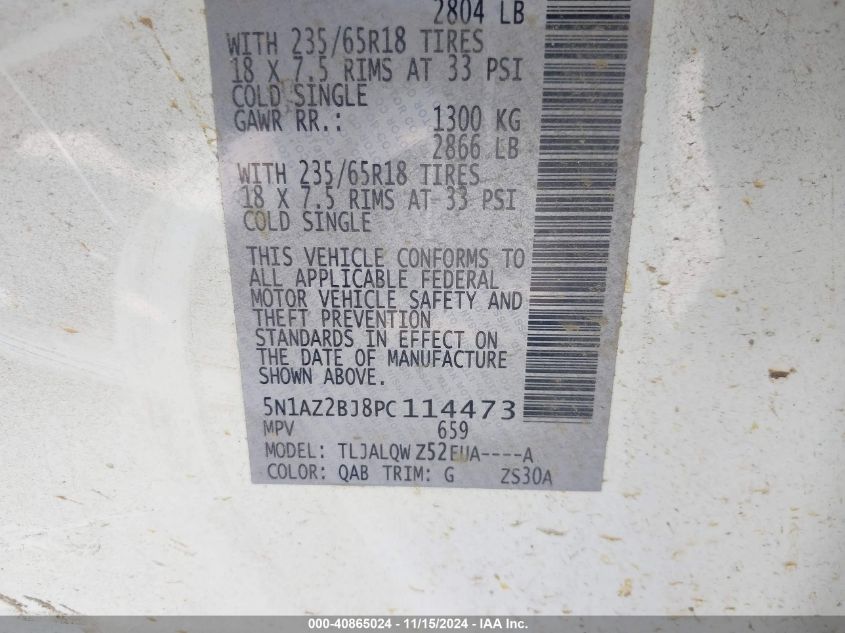 2804 LB
WITH 235/65R18 TIRES
18 X 7.5 RIMS AT 33 PSI
COLD SINGLE
GAWR RR.: 1300 KG
2866 LB
WITH 235/65R18 TIRES
18 X 7.5 RIMS AT 33 PSI
COLD SINGLE
THIS VEHICLE CONFORMS TO
ALL APPLICABLE FEDERAL
MOTOR VEHICLE SAFETY AND
THEFT PREVENTION
STANDARDS IN EFFECT ON
THE DATE OF MANUFACTURE
SHOWN ABOVE.
5N1AZ2BJ8PC114473
MPV 659
MODEL: TLJALQW Z52EUA----A
COLOR: QAB TRIM: G ZS30A
000-40865024 - 11/15/2024 - IAA Inc.